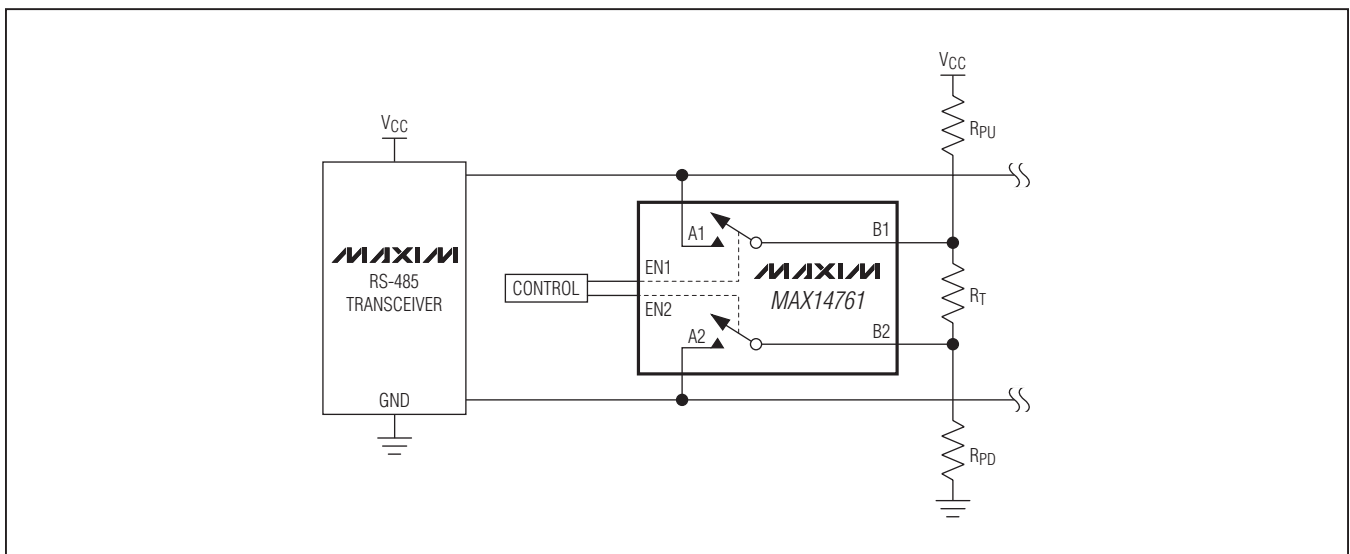 VCC
RPU
VCC
MAXIM
RS-485
TRANSCEIVER
GND
CONTROL
EN1
EN2
A1
A2
MAXIM
MAX14761
B1
B2
RT
RPD